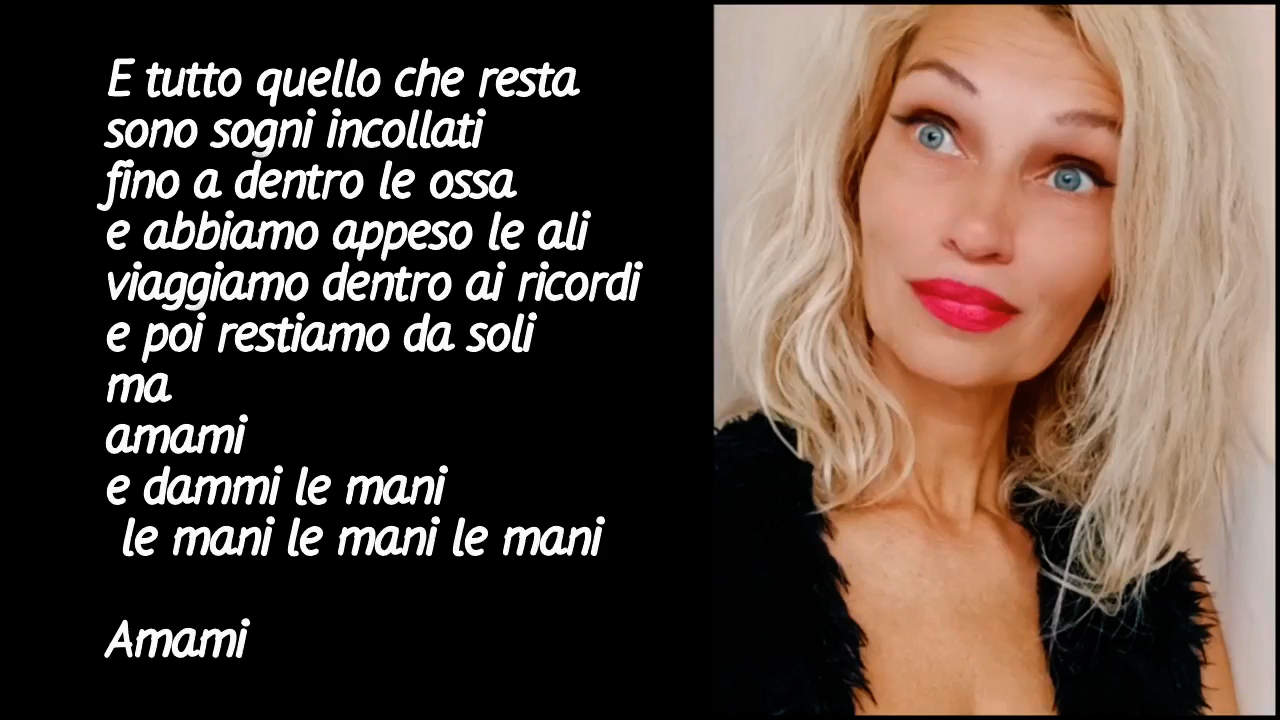 E tutto quello che resta
sono sogni incollati
fino a dentro le ossa
e abbiamo appeso le ali
viaggiamo dentro ai ricordi
e poi restiamo da soli
ma
amami
e dammi le mani
le mani le mani le mani
Amami